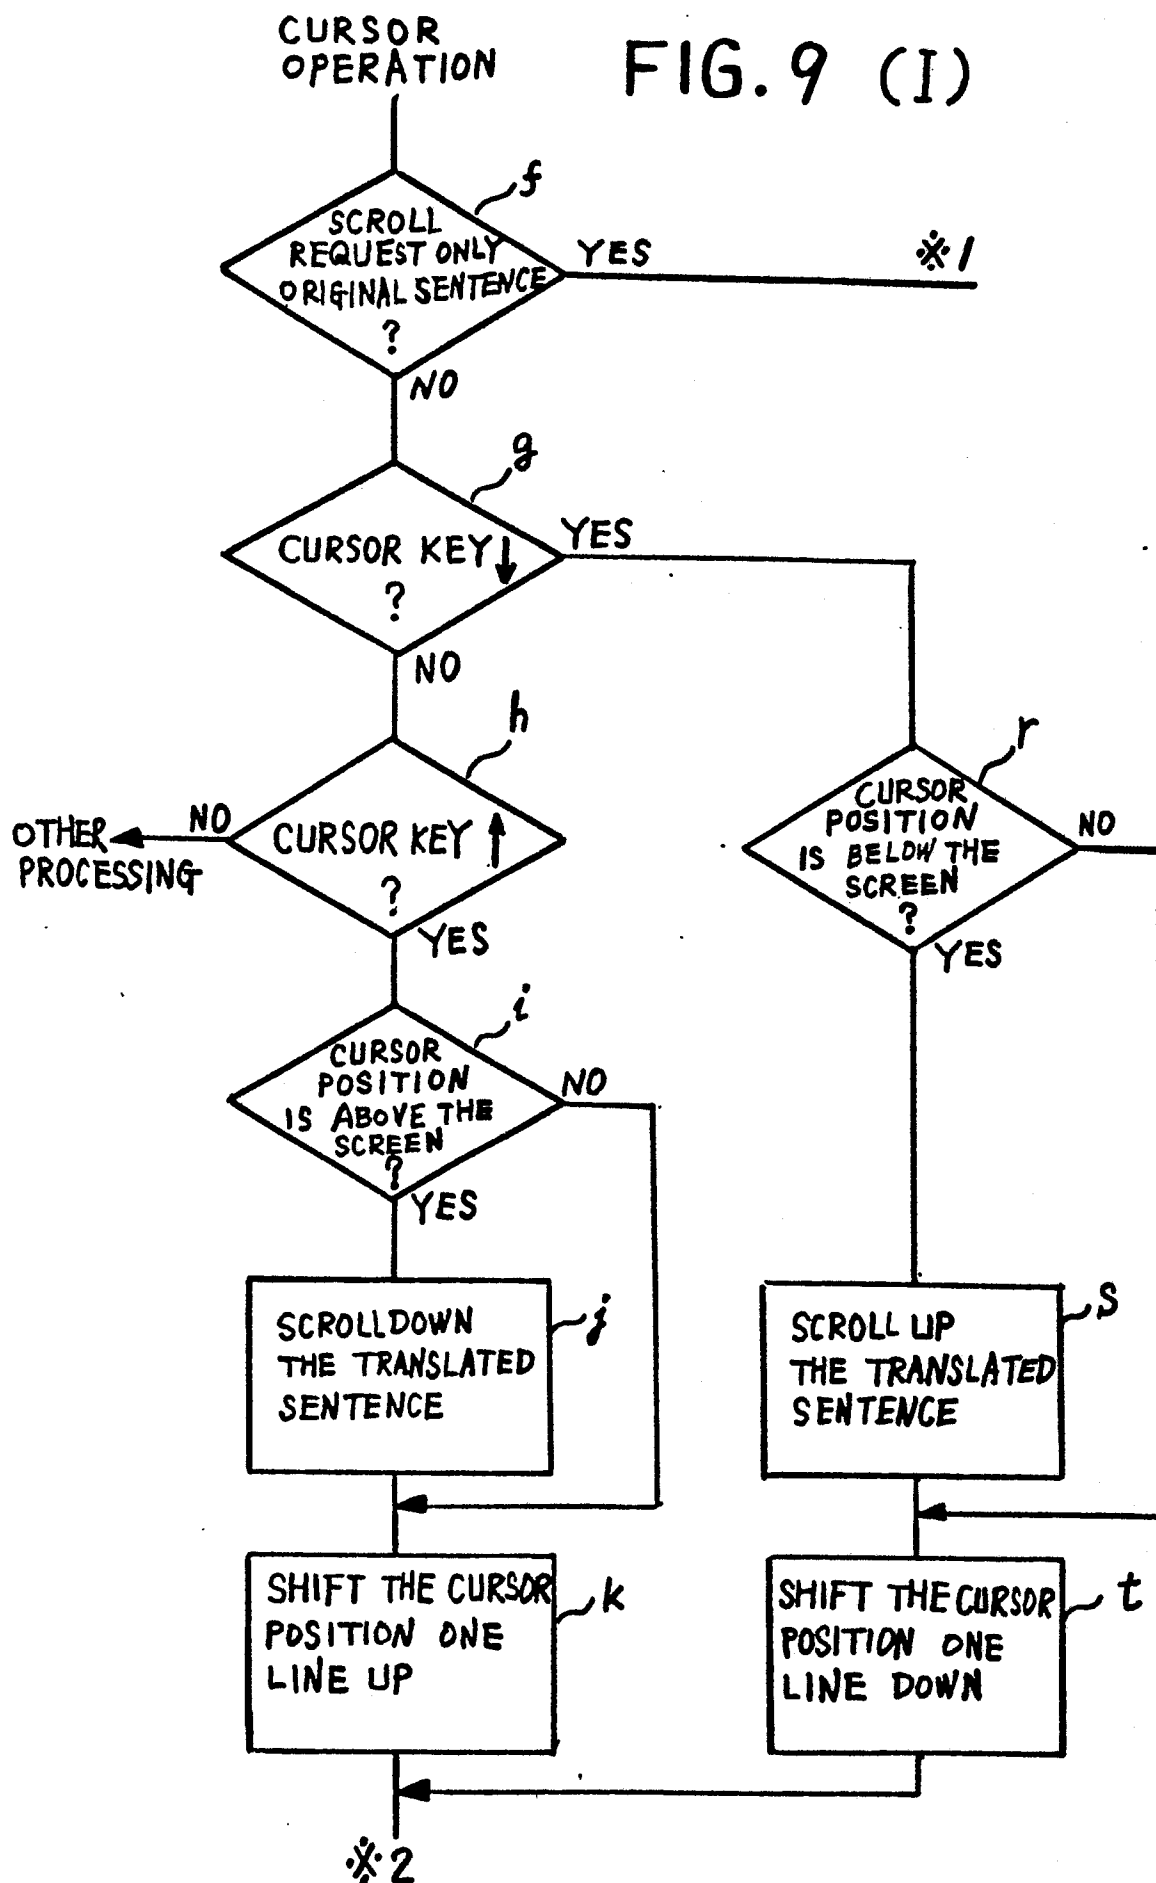 CURSOR
OPERATION
FIG. 9 (I)
f
SCROLL
REQUEST ONLY
ORIGINAL SENTENCE
?
YES
※1
NO
g
CURSOR KEY ↓
?
YES
NO
h
CURSOR KEY ↑
?
NO
OTHER
PROCESSING
YES
r
CURSOR
POSITION
IS BELOW THE
SCREEN
?
NO
YES
i
CURSOR
POSITION
IS ABOVE THE
SCREEN
?
NO
YES
SCROLLDOWN
THE TRANSLATED
SENTENCE
j
SCROLL UP
THE TRANSLATED
SENTENCE
S
SHIFT THE CURSOR
POSITION ONE
LINE UP
k
SHIFT THE CURSOR
POSITION ONE
LINE DOWN
t
※2